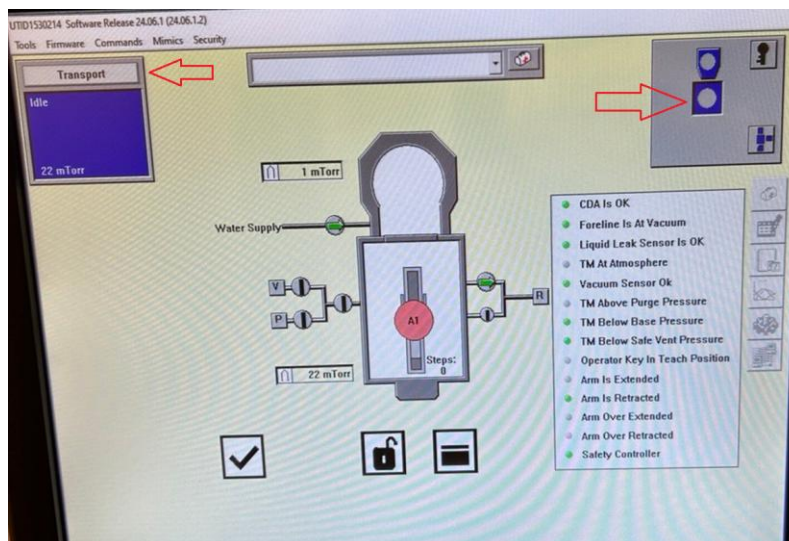 UTID1530214 Software Release 24.06.1 (24.06.1.2)
Tools Firmware Commands Mimics Security
Transport
Idle
22 mTorr
1 mTorr
Water Supply
V
P
A1
R
Steps:
0
22 mTorr
CDA Is OK
Foreline Is At Vacuum
Liquid Leak Sensor Is OK
TM At Atmosphere
Vacuum Sensor Ok
TM Above Purge Pressure
TM Below Base Pressure
TM Below Safe Vent Pressure
Operator Key In Teach Position
Arm Is Extended
Arm Is Retracted
Arm Over Extended
Arm Over Retracted
Safety Controller